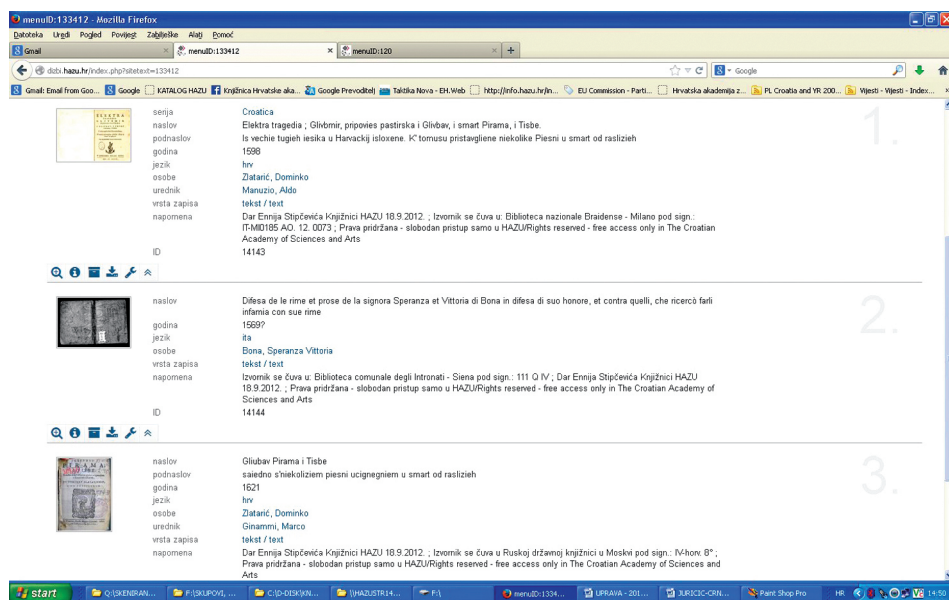 menuID:133412 - Mozilla Firefox
Datoteka Uredi Pogled Povijest Zabilješke Alati Pomoć
Gmail menuID:133412 menuID:120
dizbi.hazu.hr/index.php?sitetext=133412 Google
Gmail: Email from Goo... Google KATALOG HAZU Knjižnica Hrvatske aka... Google Prevoditelj Taktika Nova - EH.Web http://info.hazu.hr/in... EU Commission - Parti... Hrvatska akademija z... PL Croatia and YR 200... Vijesti - Vijesti - Index...
1.
serija Croatica
naslov Elektra tragedia ; Glivbmir, pripovies pastirska i Glivbav, i smart Pirama, i Tisbe.
podnaslov Is vechie tugieh iesika u Harvackij isloxene. K' tomusu pristavgliene niekolike Piesni u smart od raslizieh
godina 1598
jezik hrv
osobe Zlatarić, Dominko
urednik Manuzio, Aldo
vrsta zapisa tekst / text
napomena Dar Ennija Stipčevića Knjižnici HAZU 18.9.2012. ; Izvornik se čuva u: Biblioteca nazionale Braidense - Milano pod sign.:
IT-MI0185 AO. 12. 0073 ; Prava pridržana - slobodan pristup samo u HAZU/Rights reserved - free access only in The Croatian
Academy of Sciences and Arts
ID 14143
2.
naslov Difesa de le rime et prose de la signora Speranza et Vittoria di Bona in difesa di suo honore, et contra quelli, che ricercò farli
infamia con sue rime
godina 1569?
jezik ita
osobe Bona, Speranza Vittoria
vrsta zapisa tekst / text
napomena Izvornik se čuva u: Biblioteca comunale degli Intronati - Siena pod sign.: 111 Q IV ; Dar Ennija Stipčevića Knjižnici HAZU
18.9.2012. ; Prava pridržana - slobodan pristup samo u HAZU/Rights reserved - free access only in The Croatian Academy of
Sciences and Arts
ID 14144
3.
naslov Gliubav Pirama i Tisbe
podnaslov saiedno s'niekoliziem piesni ucignegniem u smart od raslizieh
godina 1621
jezik hrv
osobe Zlatarić, Dominko
urednik Ginammi, Marco
vrsta zapisa tekst / text
napomena Dar Ennija Stipčevića Knjižnici HAZU 18.9.2012. ; Izvornik se čuva u Ruskoj državnoj knjižnici u Moskvi pod sign.: IV-horv. 8° ;
Prava pridržana - slobodan pristup samo u HAZU/Rights reserved - free access only in The Croatian Academy of Sciences and
Arts
start Q:\SKENIRAN... F:\SKUPOVI, ... C:\D-DISK\KN... \\HAZUSTR14... F:\ menuID:1334... UPRAVA - 201... JURICIC-CRN... Paint Shop Pro HR 14:50